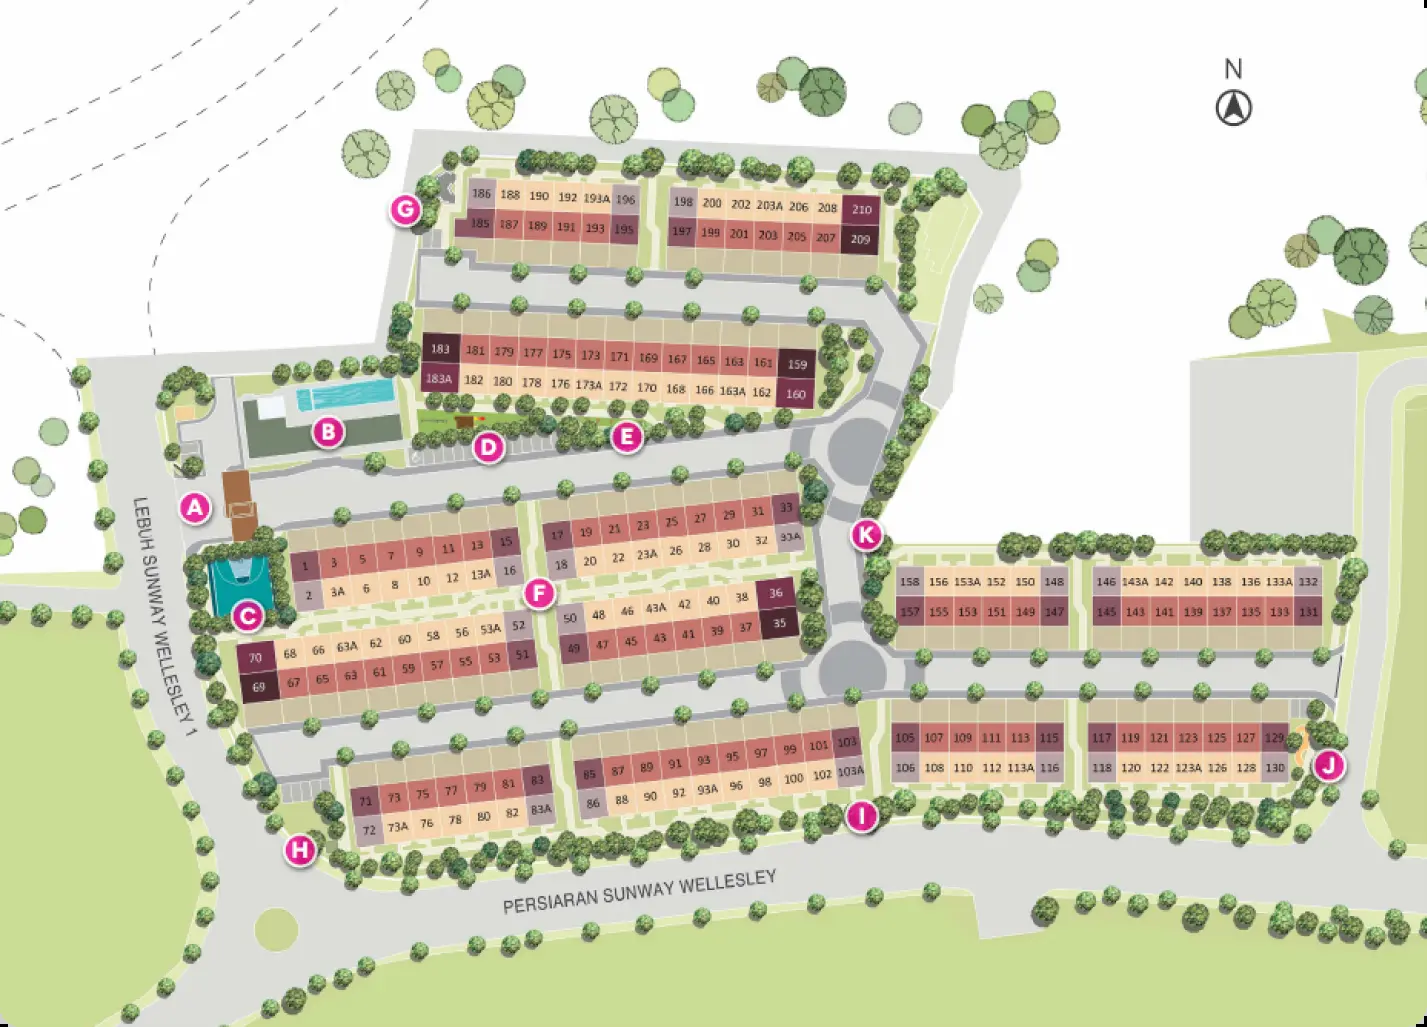 N
186 188 190 192 193A 196
198 200 202 203A 206 208 210
G
185 187 189 191 193 195
197 199 201 203 205 207 209
183 181 179 177 175 173 171 169 167 165 163 161 159
183A 182 180 178 176 173A 172 170 168 166 163A 162 160
B
D
E
A
LEBUH SUNWAY WELLESLEY 1
1 3 5 7 9 11 13 15
17 19 21 23 25 27 29 31 33
2 3A 6 8 10 12 13A 16
18 20 22 23A 26 28 30 32 33A
K
C
F
70 68 66 63A 62 60 58 56 53A 52
50 48 46 43A 42 40 38 36
69 67 65 63 61 59 57 55 53 51
49 47 45 43 41 39 37 35
158 156 153A 152 150 148
146 143A 142 140 138 136 133A 132
157 155 153 151 149 147
145 143 141 139 137 135 133 131
71 73 75 77 79 81 83
85 87 89 91 93 95 97 99 101 103
105 107 109 111 113 115
117 119 121 123 125 127 129
72 73A 76 78 80 82 83A
86 88 90 92 93A 96 98 100 102 103A
106 108 110 112 113A 116
118 120 122 123A 126 128 130
J
H
I
PERSIARAN SUNWAY WELLESLEY